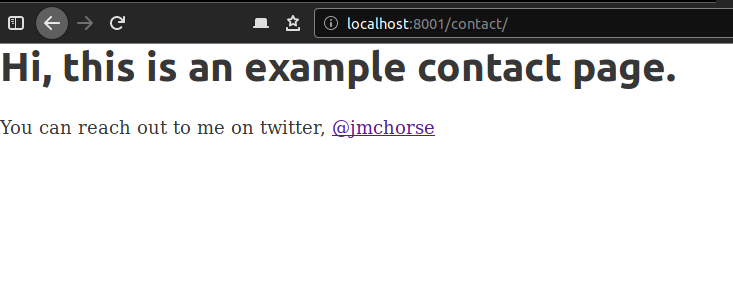 localhost:8001/contact/
Hi, this is an example contact page.
You can reach out to me on twitter, @jmchorse